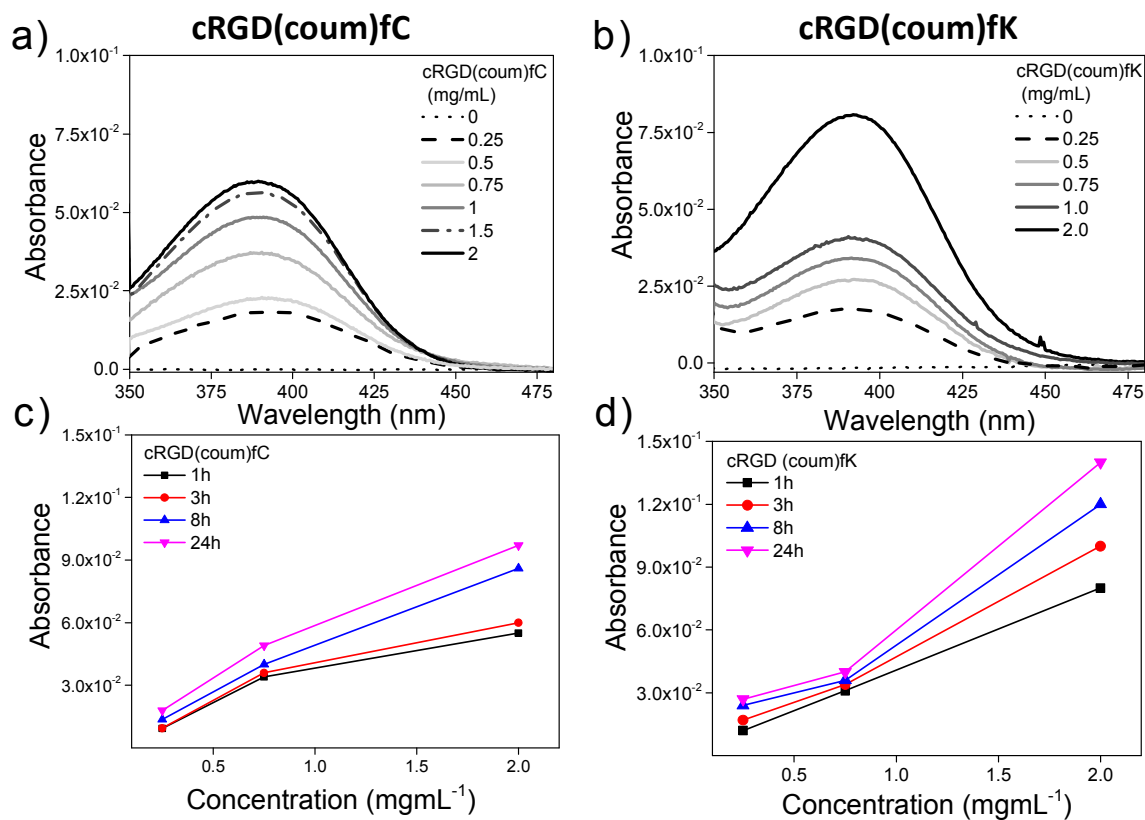 a)
cRGD(coum)fC
1.0x10⁻¹
7.5x10⁻²
5.0x10⁻²
2.5x10⁻²
0.0
Absorbance
cRGD(coum)fC
(mg/mL)
0
0.25
0.5
0.75
1
1.5
2
350
375
400
425
450
475
Wavelength (nm)
b)
cRGD(coum)fK
1.0x10⁻¹
7.5x10⁻²
5.0x10⁻²
2.5x10⁻²
0.0
Absorbance
cRGD(coum)fK
(mg/mL)
0
0.25
0.5
0.75
1.0
2.0
350
375
400
425
450
475
Wavelength (nm)
c)
1.5x10⁻¹
1.2x10⁻¹
9.0x10⁻²
6.0x10⁻²
3.0x10⁻²
Absorbance
cRGD(coum)fC
1h
3h
8h
24h
0.5
1.0
1.5
2.0
Concentration (mgmL⁻¹)
d)
1.5x10⁻¹
1.2x10⁻¹
9.0x10⁻²
6.0x10⁻²
3.0x10⁻²
Absorbance
cRGD (coum)fK
1h
3h
8h
24h
0.5
1.0
1.5
2.0
Concentration (mgmL⁻¹)